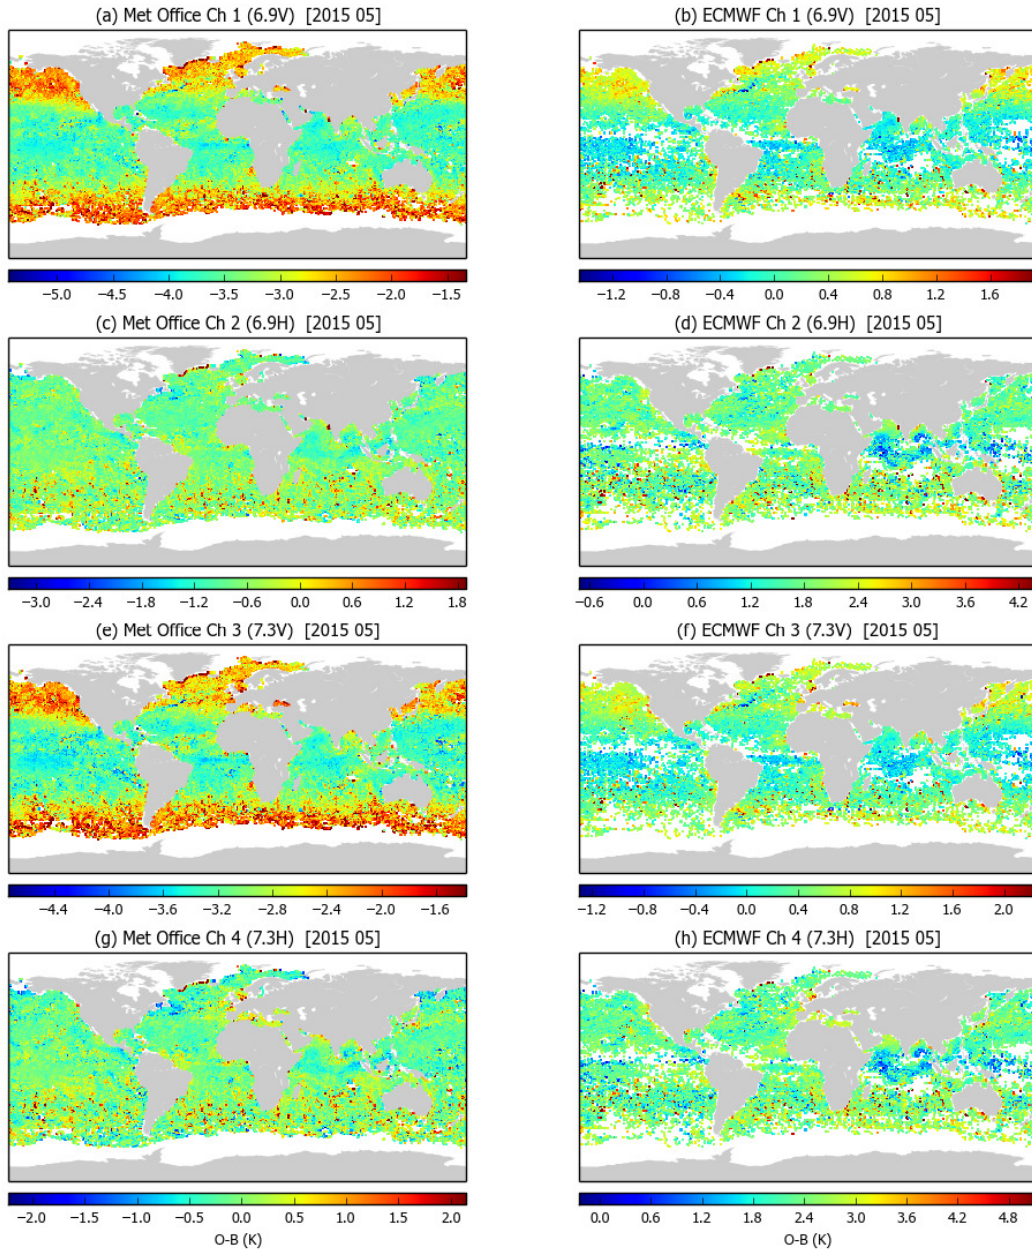 (a) Met Office Ch 1 (6.9V) [2015 05]
(b) ECMWF Ch 1 (6.9V) [2015 05]
−5.0 −4.5 −4.0 −3.5 −3.0 −2.5 −2.0 −1.5
−1.2 −0.8 −0.4 0.0 0.4 0.8 1.2 1.6
(c) Met Office Ch 2 (6.9H) [2015 05]
(d) ECMWF Ch 2 (6.9H) [2015 05]
−3.0 −2.4 −1.8 −1.2 −0.6 0.0 0.6 1.2 1.8
−0.6 0.0 0.6 1.2 1.8 2.4 3.0 3.6 4.2
(e) Met Office Ch 3 (7.3V) [2015 05]
(f) ECMWF Ch 3 (7.3V) [2015 05]
−4.4 −4.0 −3.6 −3.2 −2.8 −2.4 −2.0 −1.6
−1.2 −0.8 −0.4 0.0 0.4 0.8 1.2 1.6 2.0
(g) Met Office Ch 4 (7.3H) [2015 05]
(h) ECMWF Ch 4 (7.3H) [2015 05]
−2.0 −1.5 −1.0 −0.5 0.0 0.5 1.0 1.5 2.0
0.0 0.6 1.2 1.8 2.4 3.0 3.6 4.2 4.8
O-B (K)
O-B (K)